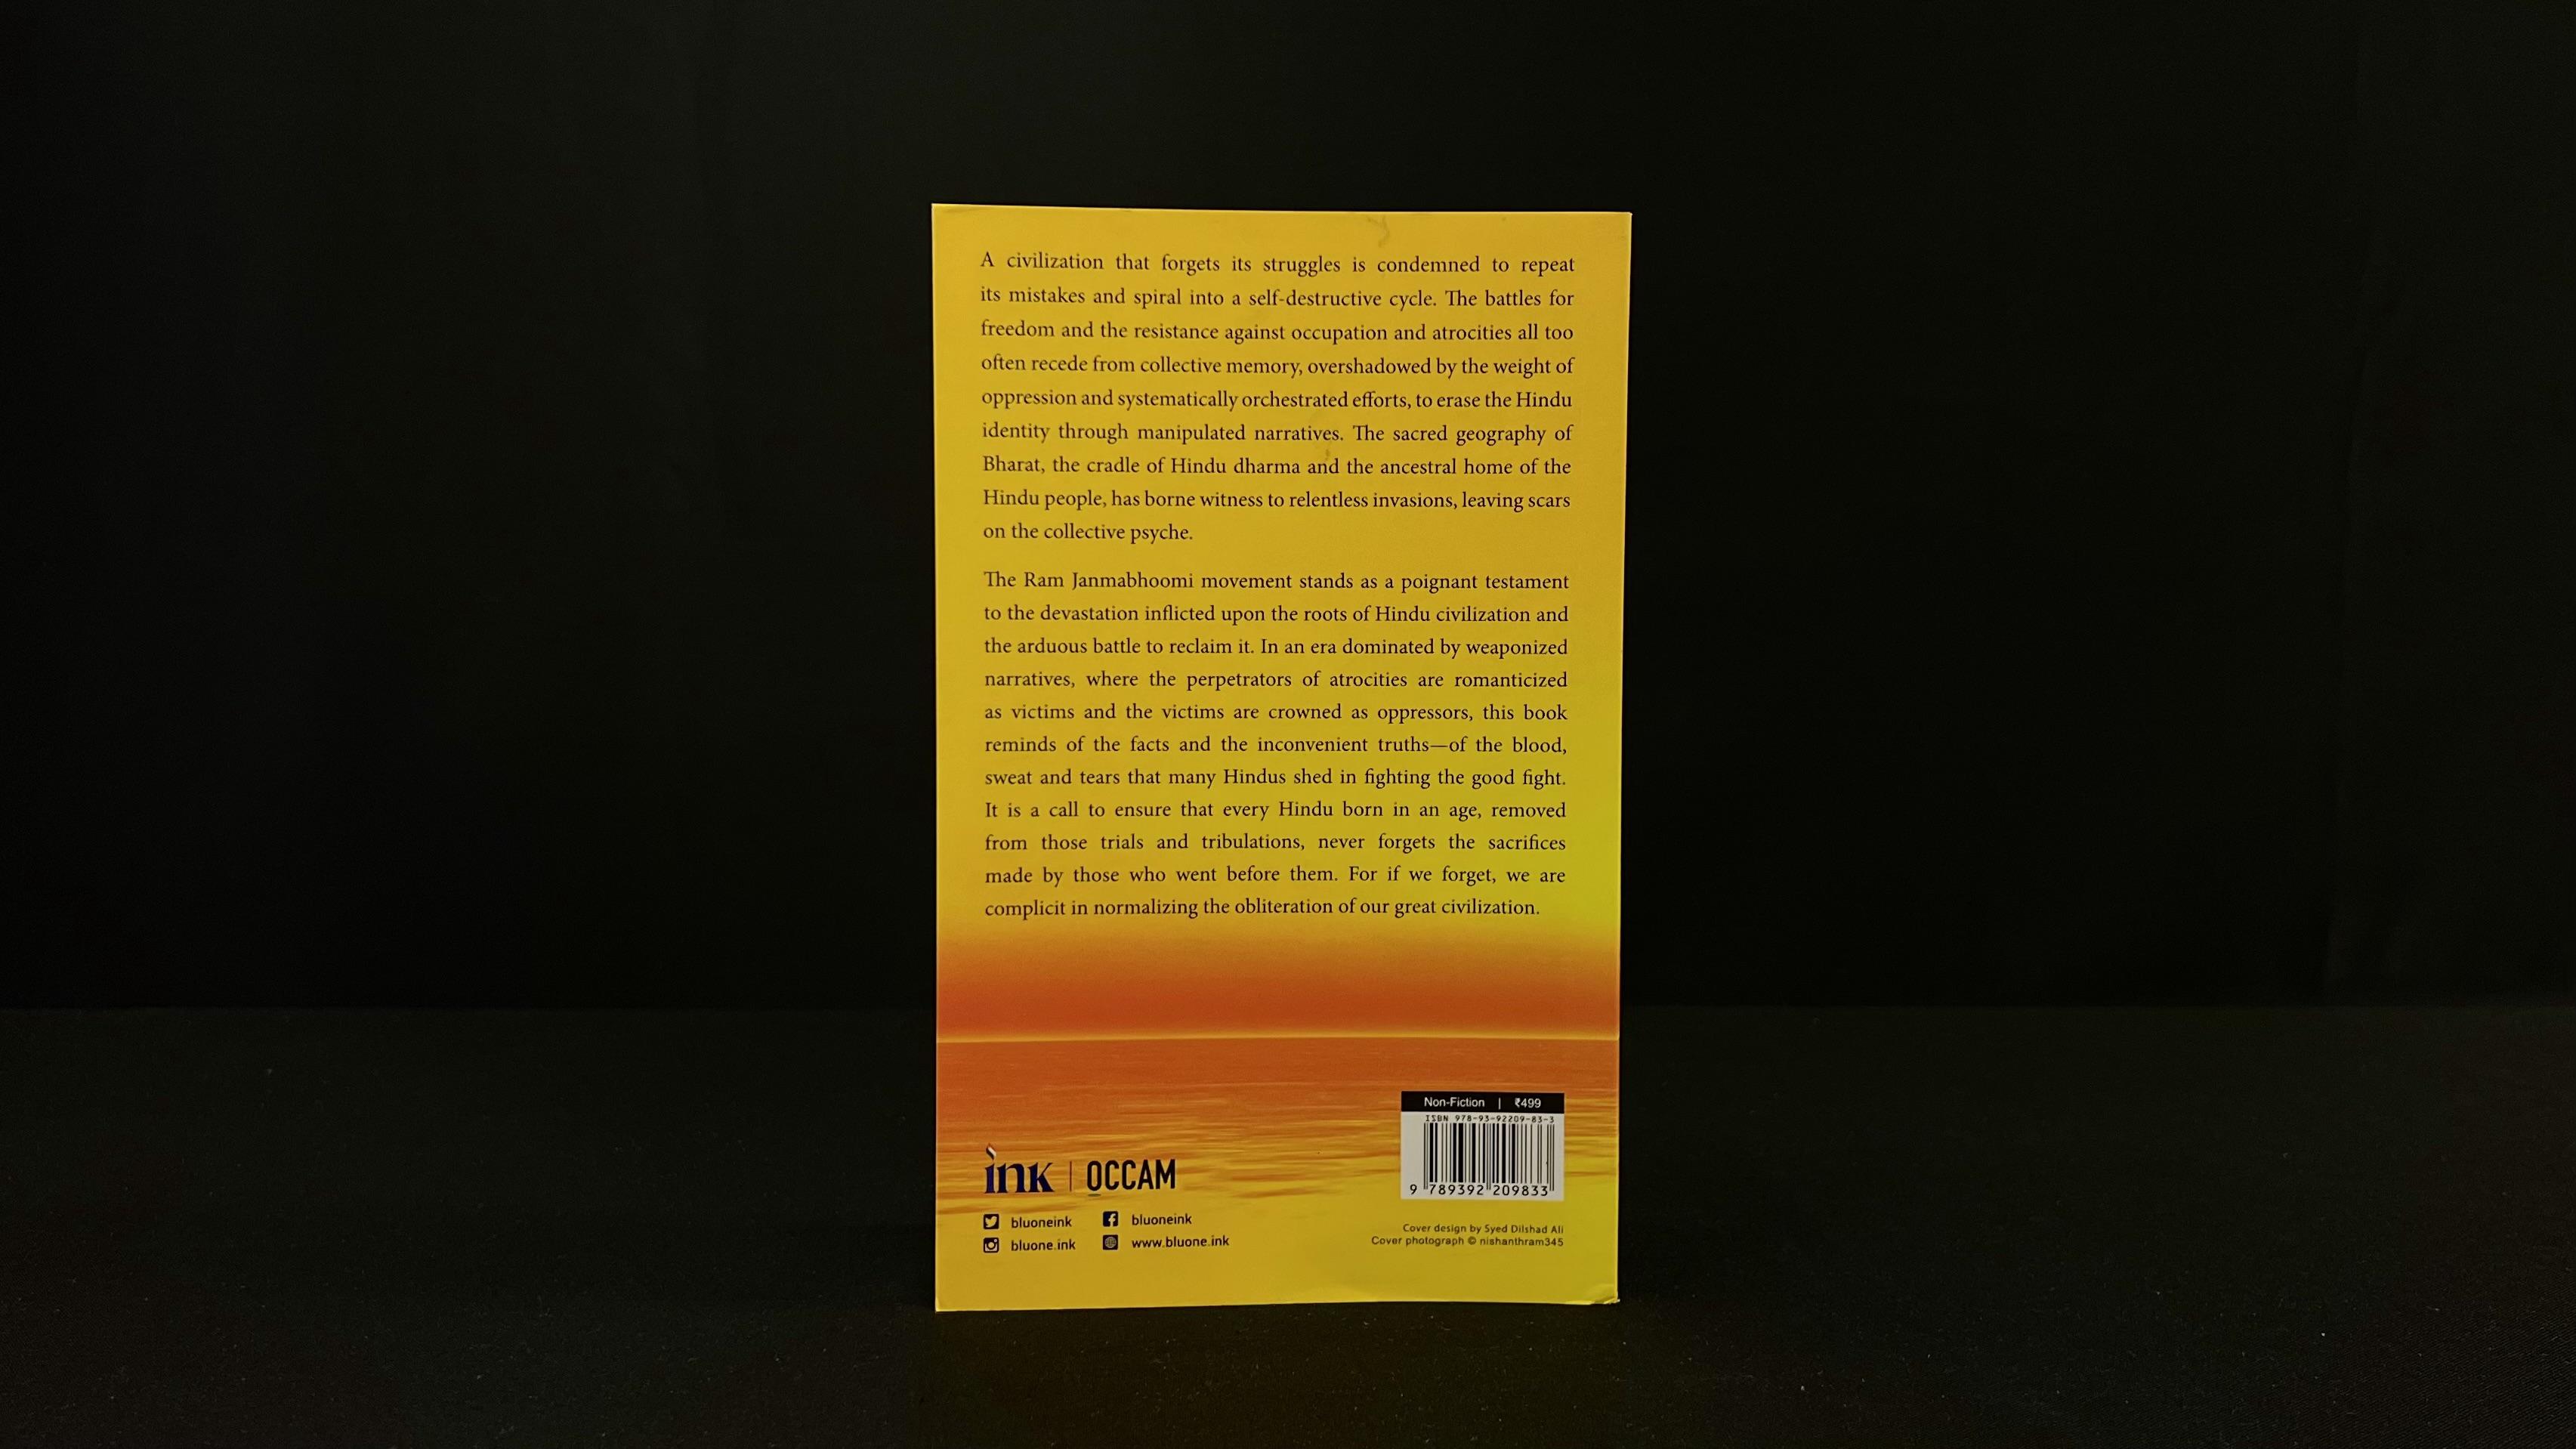 A civilization that forgets its struggles is condemned to repeat
its mistakes and spiral into a self-destructive cycle. The battles for
freedom and the resistance against occupation and atrocities all too
often recede from collective memory, overshadowed by the weight of
oppression and systematically orchestrated efforts, to erase the Hindu
identity through manipulated narratives. The sacred geography of
Bharat, the cradle of Hindu dharma and the ancestral home of the
Hindu people, has borne witness to relentless invasions, leaving scars
on the collective psyche.
The Ram Janmabhoomi movement stands as a poignant testament
to the devastation inflicted upon the roots of Hindu civilization and
the arduous battle to reclaim it. In an era dominated by weaponized
narratives, where the perpetrators of atrocities are romanticized
as victims and the victims are crowned as oppressors, this book
reminds of the facts and the inconvenient truths—of the blood,
sweat and tears that many Hindus shed in fighting the good fight.
It is a call to ensure that every Hindu born in an age, removed
from those trials and tribulations, never forgets the sacrifices
made by those who went before them. For if we forget, we are
complicit in normalizing the obliteration of our great civilization.
Non-Fiction | ₹499
ISBN 978-93-92209-83-3
9 789392 209833
ink | OCCAM
bluoneink bluoneink
bluone.ink www.bluone.ink
Cover design by Syed Dilshad Ali
Cover photograph © nishanthram345